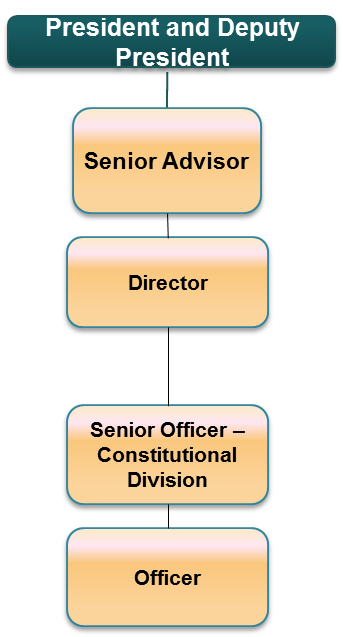 President and Deputy
President
Senior Advisor
Director
Senior Officer –
Constitutional
Division
Officer